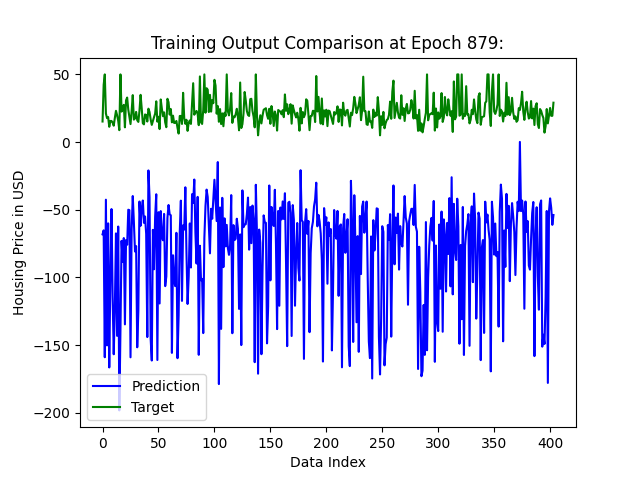 Training Output Comparison at Epoch 879:
Housing Price in USD
50
0
−50
−100
−150
−200
Prediction
Target
0 50 100 150 200 250 300 350 400
Data Index